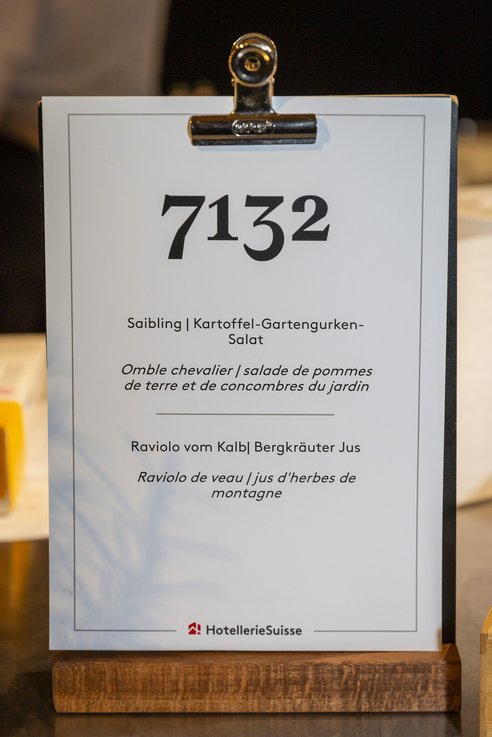 7132
Saibling | Kartoffel-Gartengurken-
Salat
Omble chevalier | salade de pommes
de terre et de concombres du jardin
Raviolo vom Kalb| Bergkräuter Jus
Raviolo de veau | jus d'herbes de
montagne
HotellerieSuisse